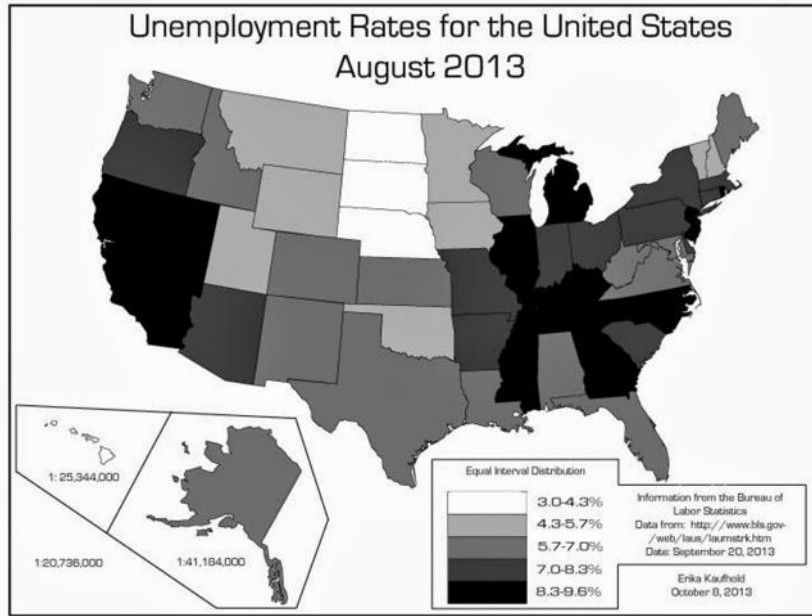 Unemployment Rates for the United States
August 2013
1: 25,344,000
1:20,736,000
1:41,184,000
Equal Interval Distribution
3.0-4.3%
4.3-5.7%
5.7-7.0%
7.0-8.3%
8.3-9.6%
Information from the Bureau of
Labor Statistics
Data from: http://www.bls.gov-
/web/laus/laumstrk.htm
Date: September 20, 2013
Erika Kaufhold
October 8, 2013